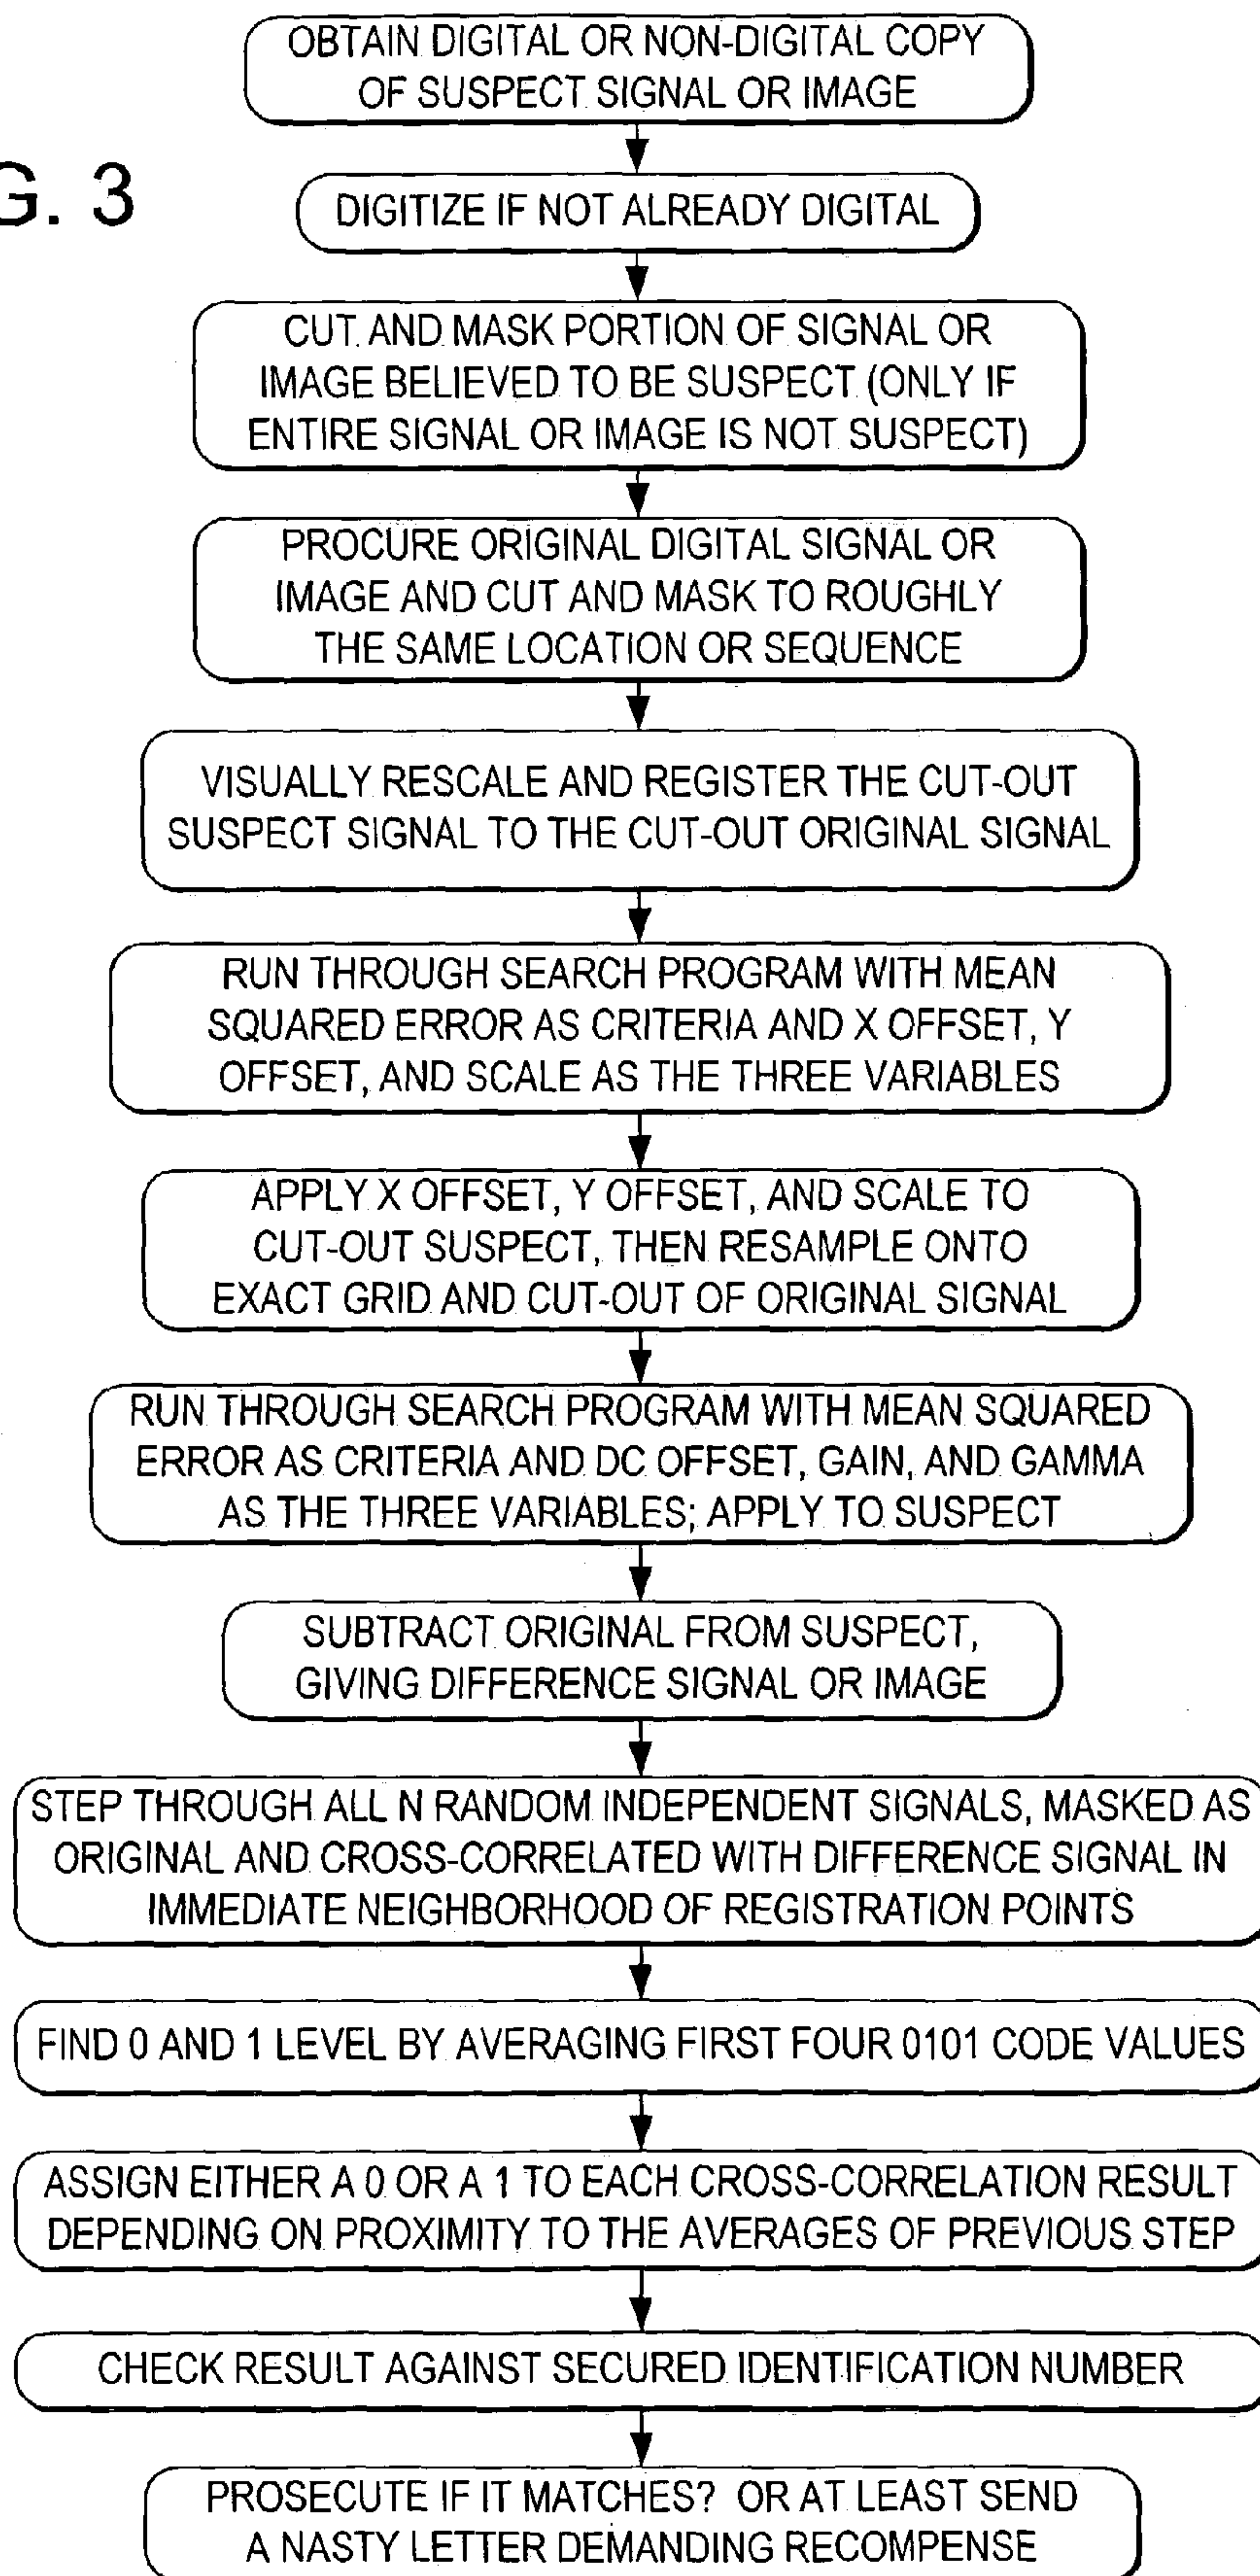 OBTAIN DIGITAL OR NON-DIGITAL COPY
OF SUSPECT SIGNAL OR IMAGE
G. 3
DIGITIZE IF NOT ALREADY DIGITAL
CUT AND MASK PORTION OF SIGNAL OR
IMAGE BELIEVED TO BE SUSPECT (ONLY IF
ENTIRE SIGNAL OR IMAGE IS NOT SUSPECT)
PROCURE ORIGINAL DIGITAL SIGNAL OR
IMAGE AND CUT AND MASK TO ROUGHLY
THE SAME LOCATION OR SEQUENCE
VISUALLY RESCALE AND REGISTER THE CUT-OUT
SUSPECT SIGNAL TO THE CUT-OUT ORIGINAL SIGNAL
RUN THROUGH SEARCH PROGRAM WITH MEAN
SQUARED ERROR AS CRITERIA AND X OFFSET, Y
OFFSET, AND SCALE AS THE THREE VARIABLES
APPLY X OFFSET, Y OFFSET, AND SCALE TO
CUT-OUT SUSPECT, THEN RESAMPLE ONTO
EXACT GRID AND CUT-OUT OF ORIGINAL SIGNAL
RUN THROUGH SEARCH PROGRAM WITH MEAN SQUARED
ERROR AS CRITERIA AND DC OFFSET, GAIN, AND GAMMA
AS THE THREE VARIABLES; APPLY TO SUSPECT
SUBTRACT ORIGINAL FROM SUSPECT,
GIVING DIFFERENCE SIGNAL OR IMAGE
STEP THROUGH ALL N RANDOM INDEPENDENT SIGNALS, MASKED AS
ORIGINAL AND CROSS-CORRELATED WITH DIFFERENCE SIGNAL IN
IMMEDIATE NEIGHBORHOOD OF REGISTRATION POINTS
FIND 0 AND 1 LEVEL BY AVERAGING FIRST FOUR 0101 CODE VALUES
ASSIGN EITHER A 0 OR A 1 TO EACH CROSS-CORRELATION RESULT
DEPENDING ON PROXIMITY TO THE AVERAGES OF PREVIOUS STEP
CHECK RESULT AGAINST SECURED IDENTIFICATION NUMBER
PROSECUTE IF IT MATCHES? OR AT LEAST SEND
A NASTY LETTER DEMANDING RECOMPENSE